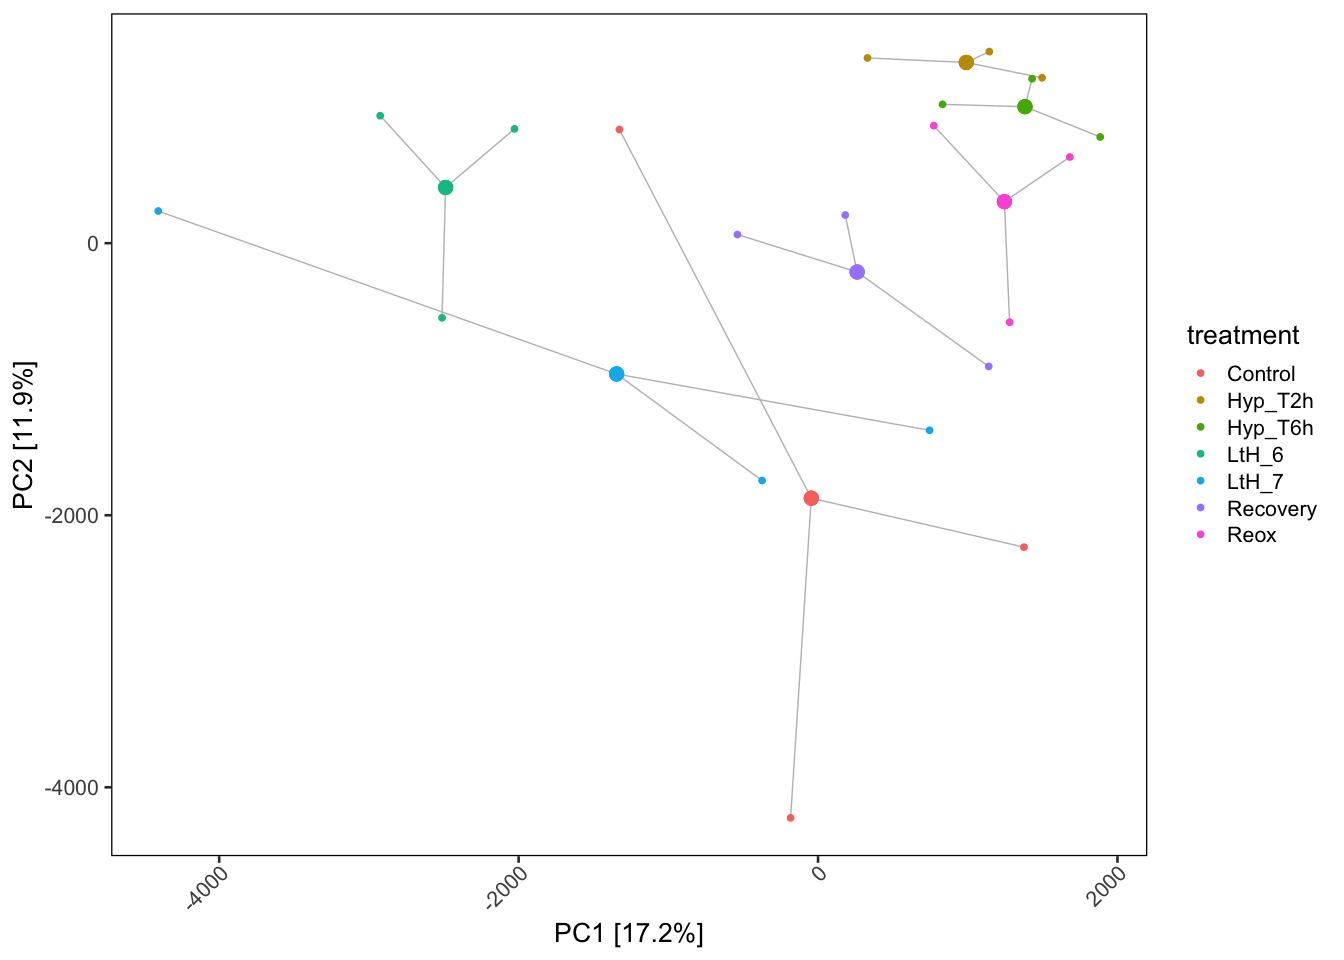 0
-2000
-4000
PC2 [11.9%]
-4000
-2000
0
2000
PC1 [17.2%]
treatment
Control
Hyp_T2h
Hyp_T6h
LtH_6
LtH_7
Recovery
Reox